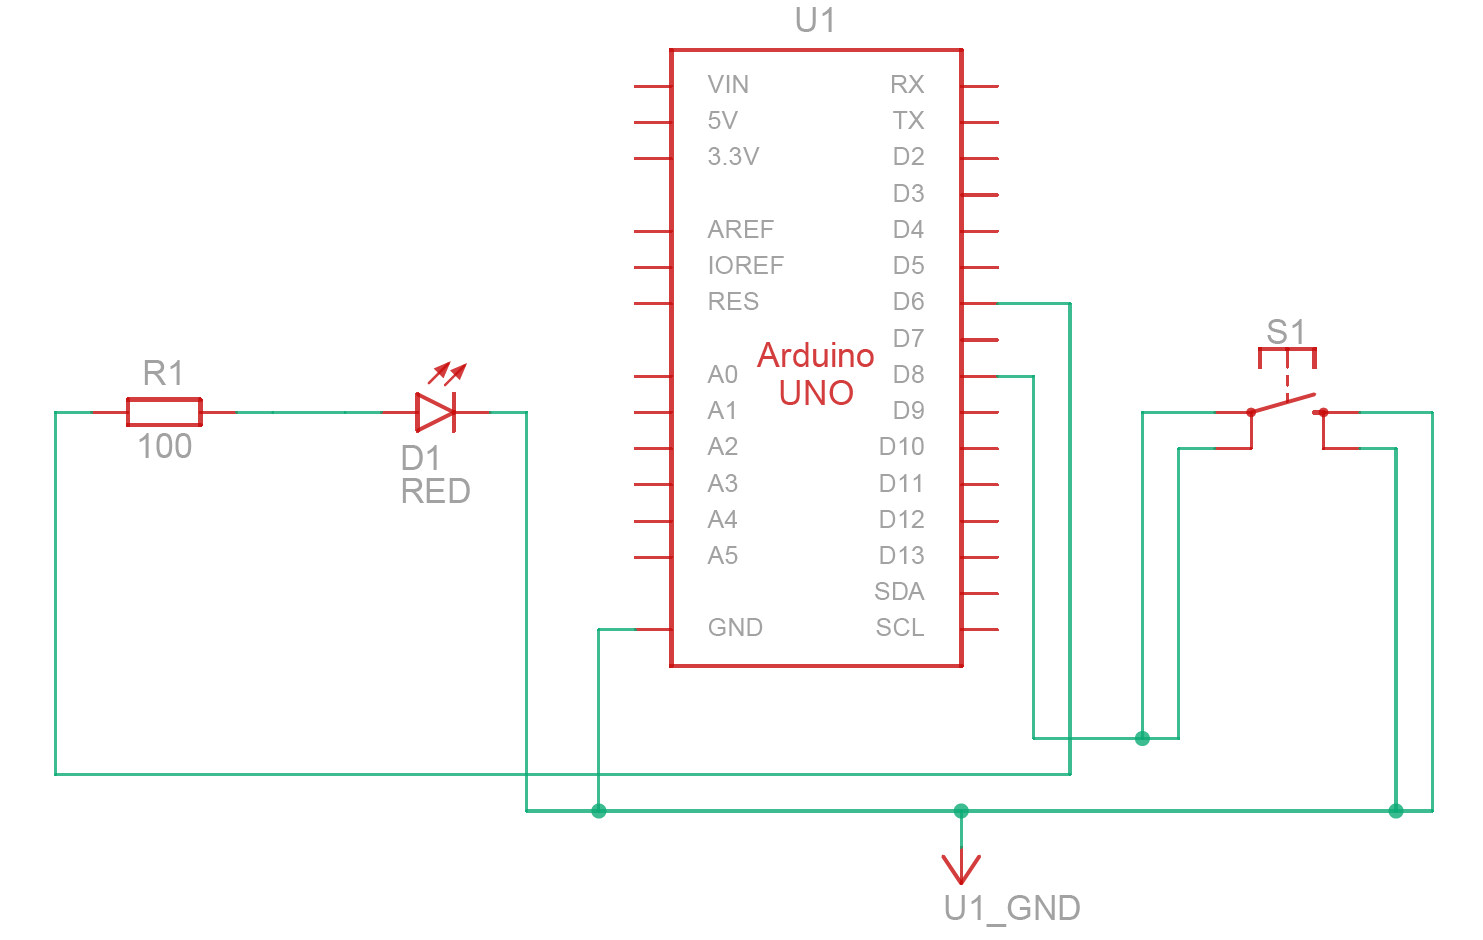 U1
VIN
5V
3.3V
AREF
IOREF
RES
A0
A1
A2
A3
A4
A5
GND
RX
TX
D2
D3
D4
D5
D6
D7
D8
D9
D10
D11
D12
D13
SDA
SCL
Arduino
UNO
R1
100
D1
RED
S1
U1_GND